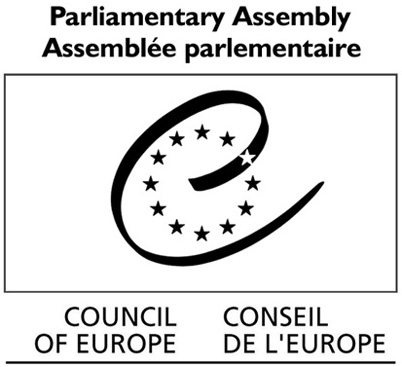 Parliamentary Assembly
Assemblée parlementaire
COUNCIL
OF EUROPE
CONSEIL
DE L'EUROPE